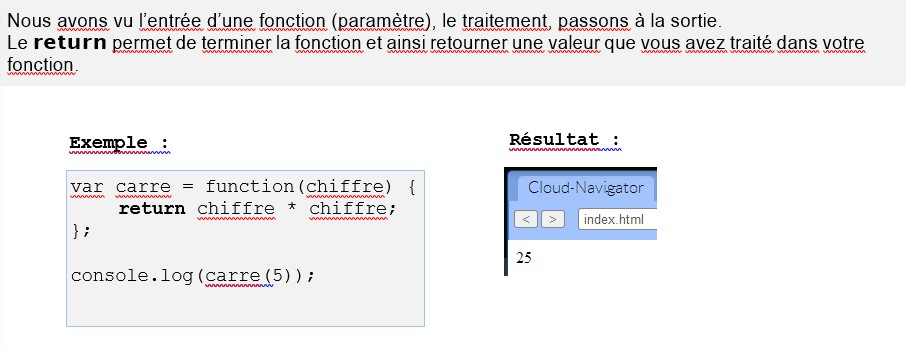 Nous avons vu l’entrée d’une fonction (paramètre), le traitement, passons à la sortie.
Le return permet de terminer la fonction et ainsi retourner une valeur que vous avez traité dans votre
fonction.
Exemple :
var carre = function(chiffre) {
return chiffre * chiffre;
};
console.log(carre(5));
Résultat :
Cloud-Navigator
< > index.html
25